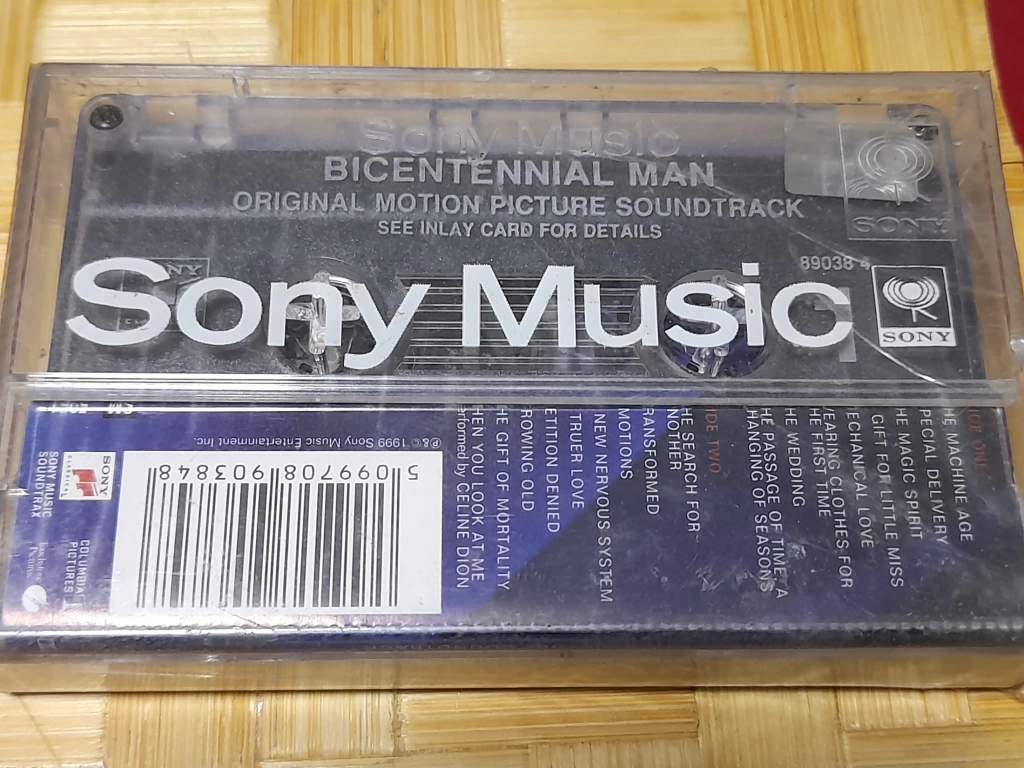 Sony Music
BICENTENNIAL MAN
ORIGINAL MOTION PICTURE SOUNDTRACK
SEE INLAY CARD FOR DETAILS
SONY
89038 4
Sony Music
SONY
IDE ONE
HE MACHINE AGE
PECIAL DELIVERY
HE MAGIC SPIRIT
GIFT FOR LITTLE MISS
ECHANICAL LOVE
EARING CLOTHES FOR
HE FIRST TIME
HE WEDDING
HE PASSAGE OF TIME / A
HANGING OF SEASONS
IDE TWO
HE SEARCH FOR
NOTHER
RANSFORMED
MOTIONS
NEW NERVOUS SYSTEM
TRUER LOVE
ETITION DENIED
ROWING OLD
HE GIFT OF MORTALITY
HEN YOU LOOK AT ME
erformed by CELINE DION
℗&© 1999 Sony Music Entertainment Inc.
5 099708 903848
SONY
CLASSICAL
SONY MUSIC
SOUNDTRAX
COLUMBIA
PICTURES